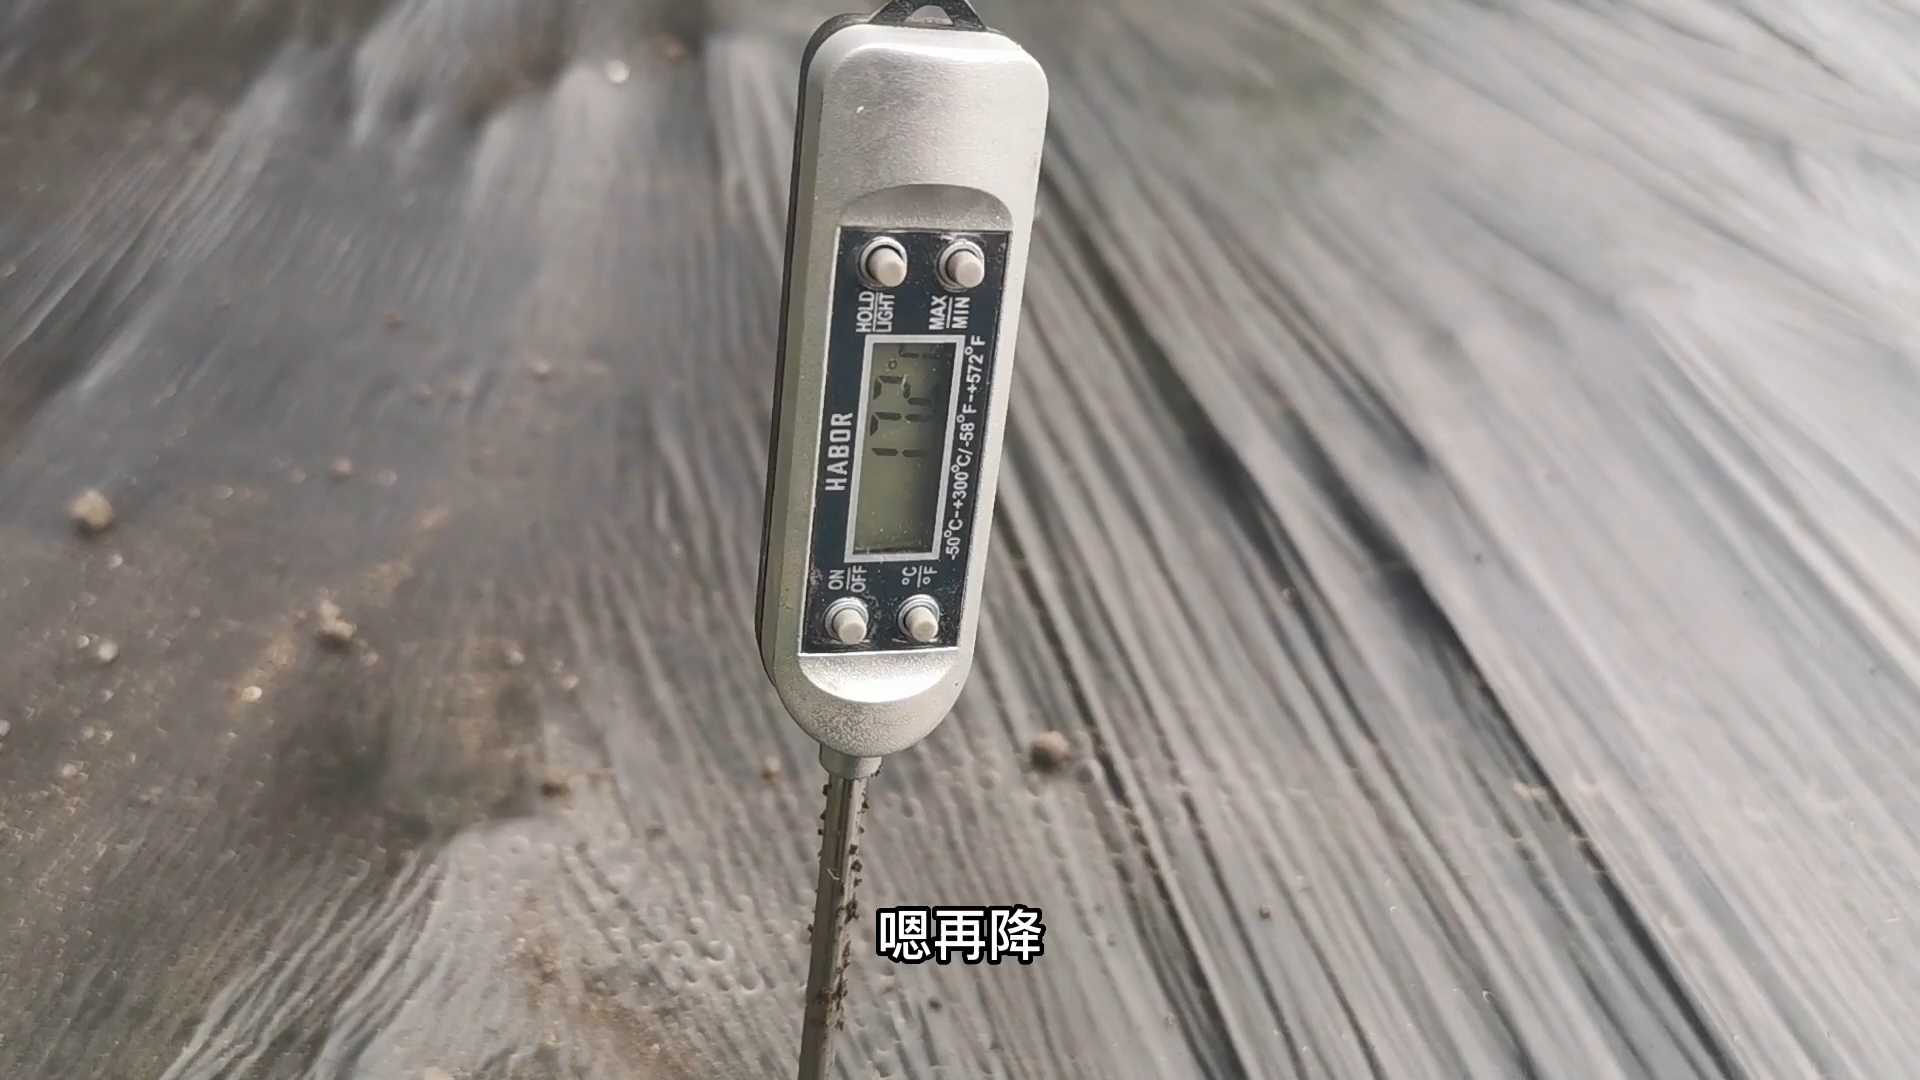 HOLD
LIGHT
MAX
MIN
HABOR
-50°C-+300°C/-58°F-+572°F
ON
OFF
°C
°F
嗯再降